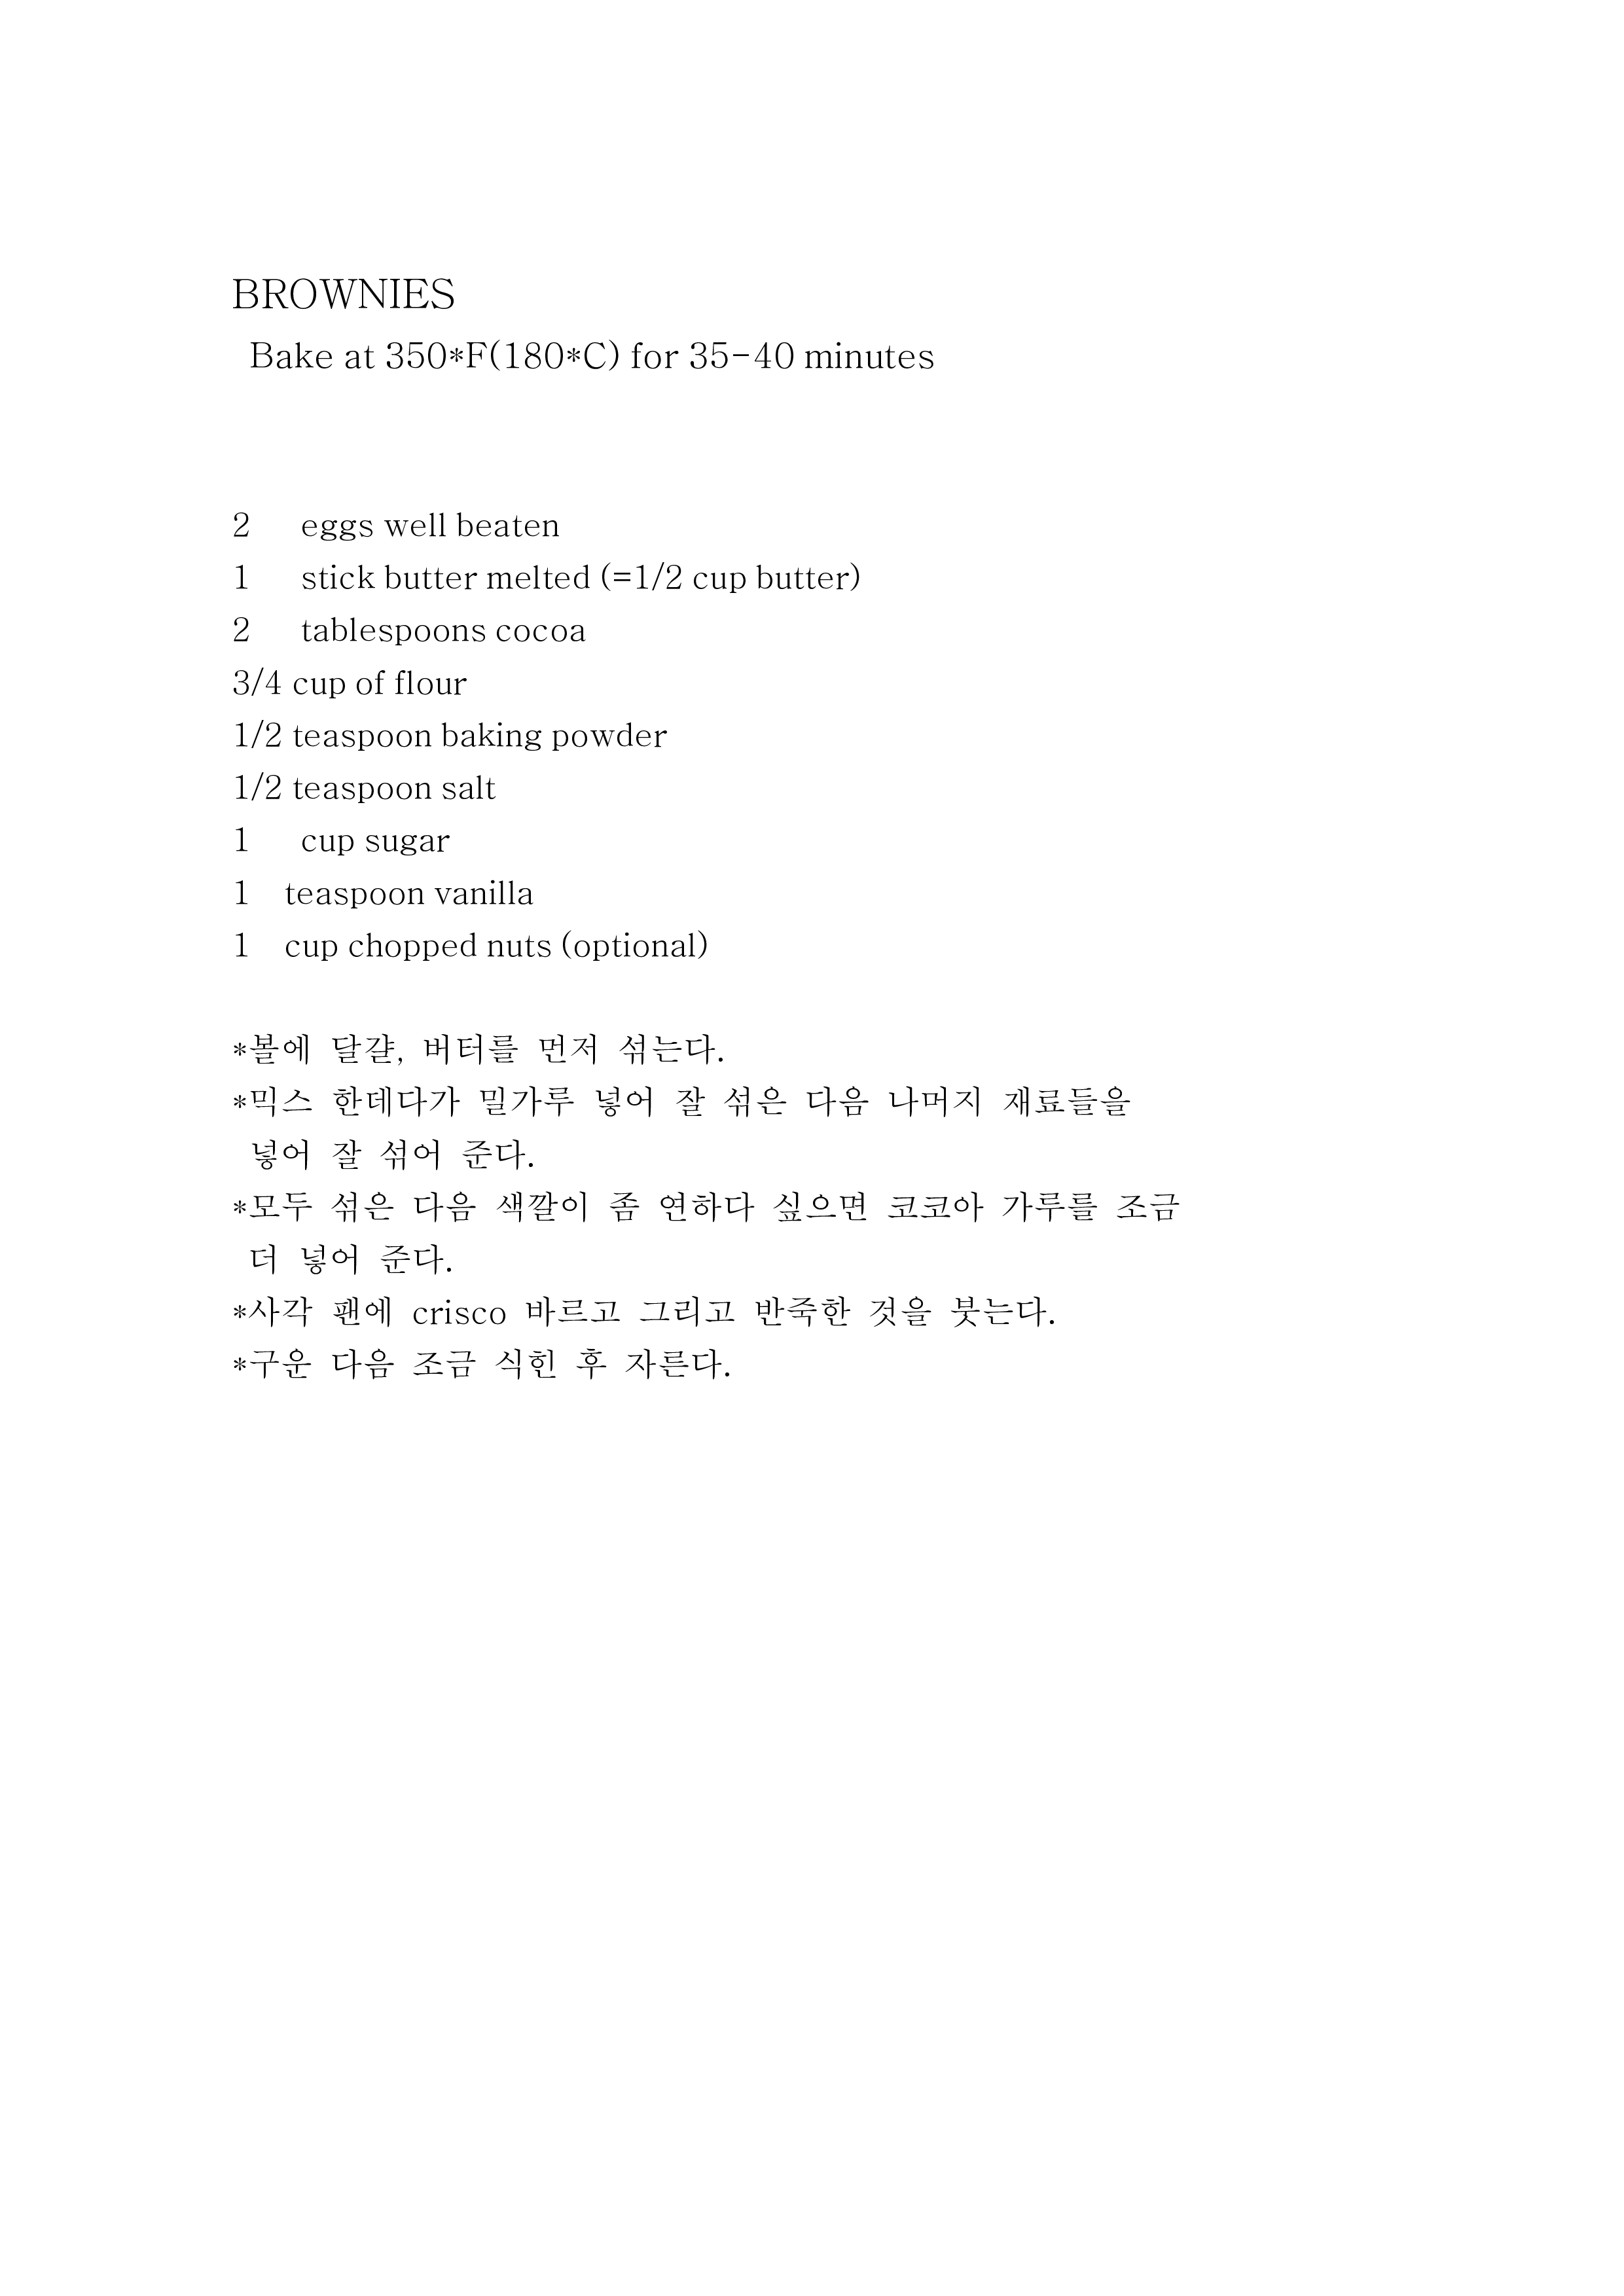 BROWNIES
Bake at 350*F(180*C) for 35-40 minutes
2 eggs well beaten
1 stick butter melted (=1/2 cup butter)
2 tablespoons cocoa
3/4 cup of flour
1/2 teaspoon baking powder
1/2 teaspoon salt
1 cup sugar
1 teaspoon vanilla
1 cup chopped nuts (optional)
*볼에 달걀, 버터를 먼저 섞는다.
*믹스 한데다가 밀가루 넣어 잘 섞은 다음 나머지 재료들을
넣어 잘 섞어 준다.
*모두 섞은 다음 색깔이 좀 연하다 싶으면 코코아 가루를 조금
더 넣어 준다.
*사각 팬에 crisco 바르고 그리고 반죽한 것을 붓는다.
*구운 다음 조금 식힌 후 자른다.